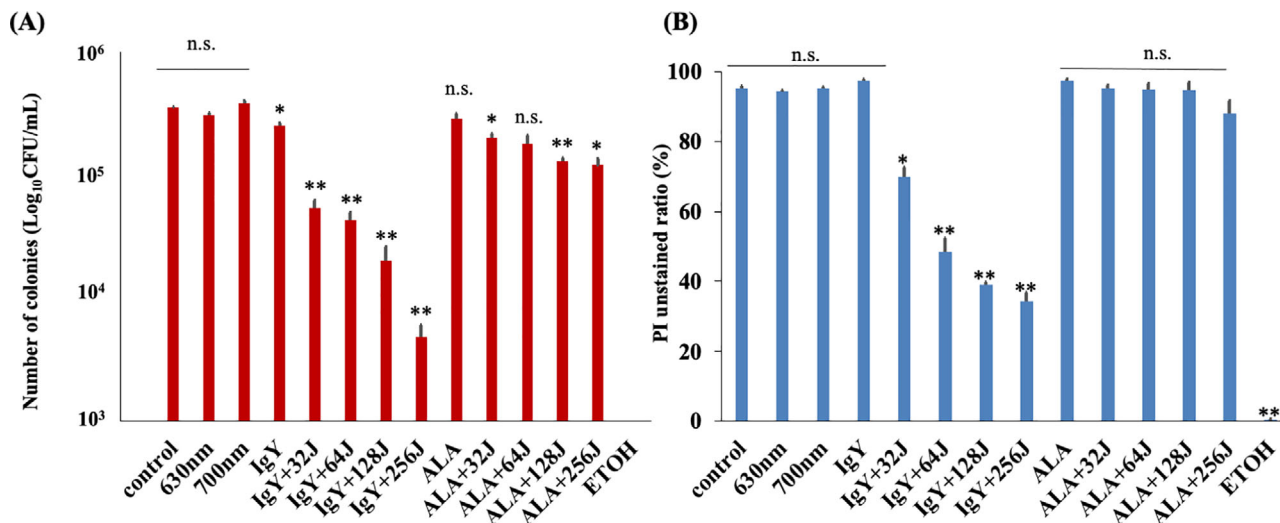 (A)
Number of colonies (Log₁₀CFU/mL)
10⁶
10⁵
10⁴
10³
n.s.
*
**
**
**
**
n.s.
*
n.s.
**
*
control
630nm
700nm
IgY
IgY+32J
IgY+64J
IgY+128J
IgY+256J
ALA
ALA+32J
ALA+64J
ALA+128J
ALA+256J
ETOH
(B)
PI unstained ratio (%)
100
80
60
40
20
0
n.s.
*
**
**
**
n.s.
**
control
630nm
700nm
IgY
IgY+32J
IgY+64J
IgY+128J
IgY+256J
ALA
ALA+32J
ALA+64J
ALA+128J
ALA+256J
ETOH